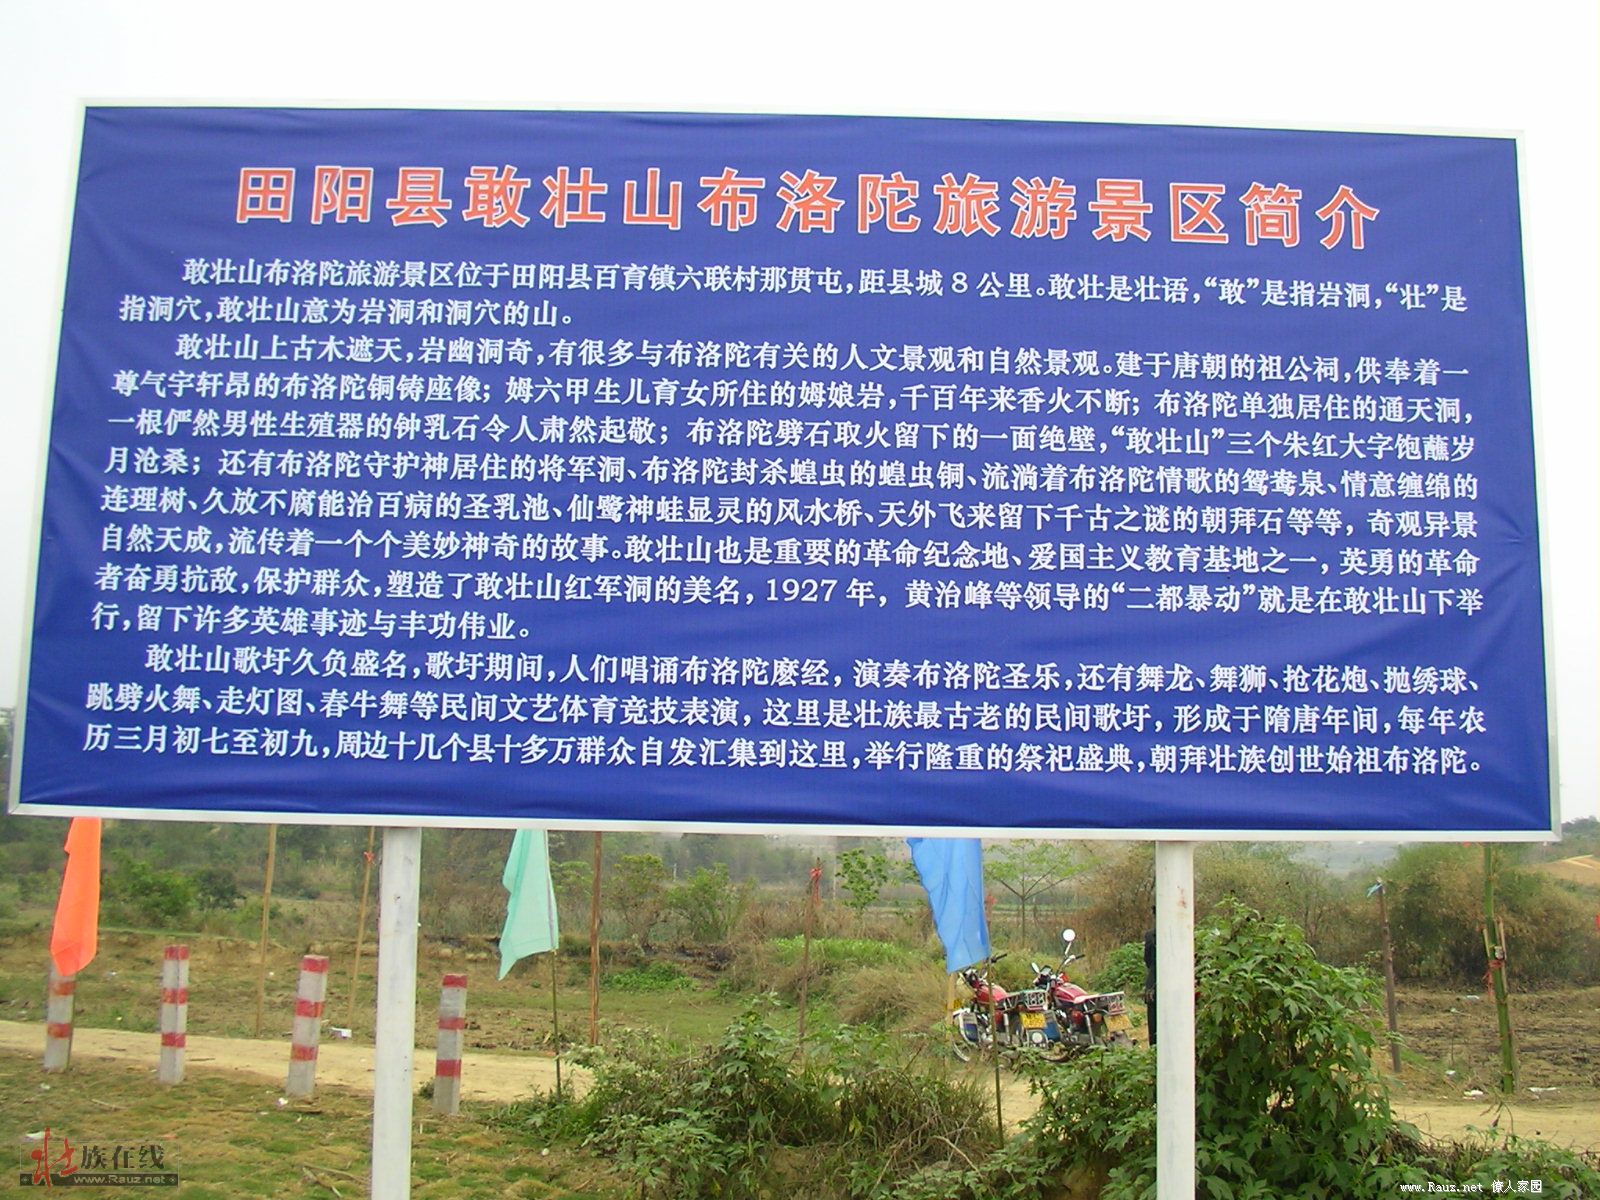 田阳县敢壮山布洛陀旅游景区简介
敢壮山布洛陀旅游景区位于田阳县百育镇六联村那贯屯，距县城8公里。敢壮是壮语，“敢”是指岩洞，“壮”是
指洞穴，敢壮山意为岩洞和洞穴的山。
敢壮山上古木遮天，岩幽洞奇，有很多与布洛陀有关的人文景观和自然景观。建于唐朝的祖公祠，供奉着一
尊气宇轩昂的布洛陀铜铸座像；姆六甲生儿育女所住的姆娘岩，千百年来香火不断；布洛陀单独居住的通天洞，
一根俨然男性生殖器的钟乳石令人肃然起敬；布洛陀劈石取火留下的一面绝壁，“敢壮山”三个朱红大字饱蘸岁
月沧桑；还有布洛陀守护神居住的将军洞、布洛陀封杀蝗虫的蝗虫铜、流淌着布洛陀情歌的鸳鸯泉、情意缠绵的
连理树、久放不腐能治百病的圣乳池、仙鹭神蛙显灵的风水桥、天外飞来留下千古之谜的朝拜石等等，奇观异景
自然天成，流传着一个个美妙神奇的故事。敢壮山也是重要的革命纪念地、爱国主义教育基地之一，英勇的革命
者奋勇抗敌，保护群众，塑造了敢壮山红军洞的美名，1927年，黄治峰等领导的“二都暴动”就是在敢壮山下举
行，留下许多英雄事迹与丰功伟业。
敢壮山歌圩久负盛名，歌圩期间，人们唱诵布洛陀麽经，演奏布洛陀圣乐，还有舞龙、舞狮、抢花炮、抛绣球、
跳劈火舞、走灯图、春牛舞等民间文艺体育竞技表演，这里是壮族最古老的民间歌圩，形成于隋唐年间，每年农
历三月初七至初九，周边十几个县十多万群众自发汇集到这里，举行隆重的祭祀盛典，朝拜壮族创世始祖布洛陀。
壮族在线
www.Rauz.net
www.Rauz.net 僚人家园